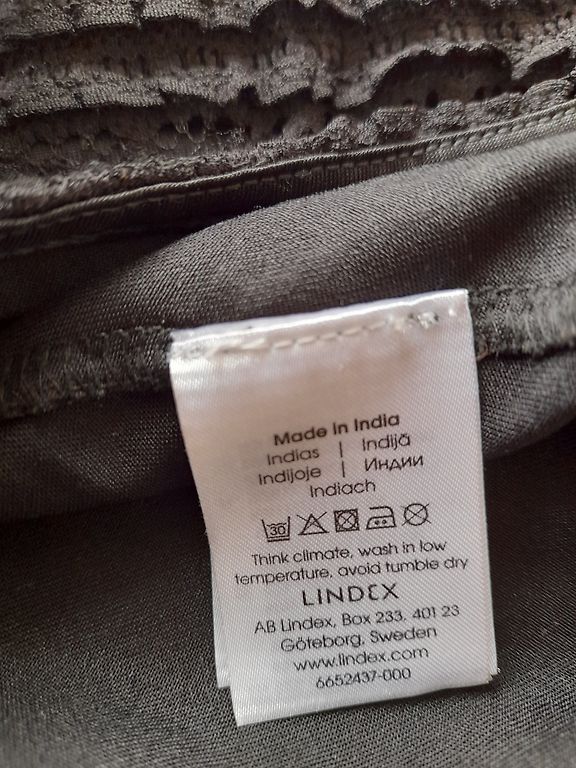 Made in India
Indias | Indijā
Indijoje | Индии
Indiach
30
Think climate, wash in low
temperature, avoid tumble dry
LINDEX
AB Lindex, Box 233, 401 23
Göteborg, Sweden
www.lindex.com
6652437-000